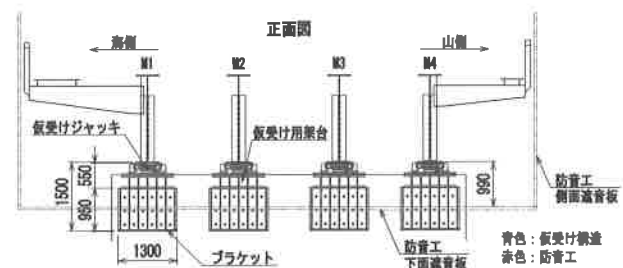 正面図
海側
山側
M1
M2
M3
M4
仮受けジャッキ
仮受け用架台
1500
550
950
990
1300
ブラケット
防音工
下面遮音板
防音工
側面遮音板
青色：仮受け構造
赤色：防音工